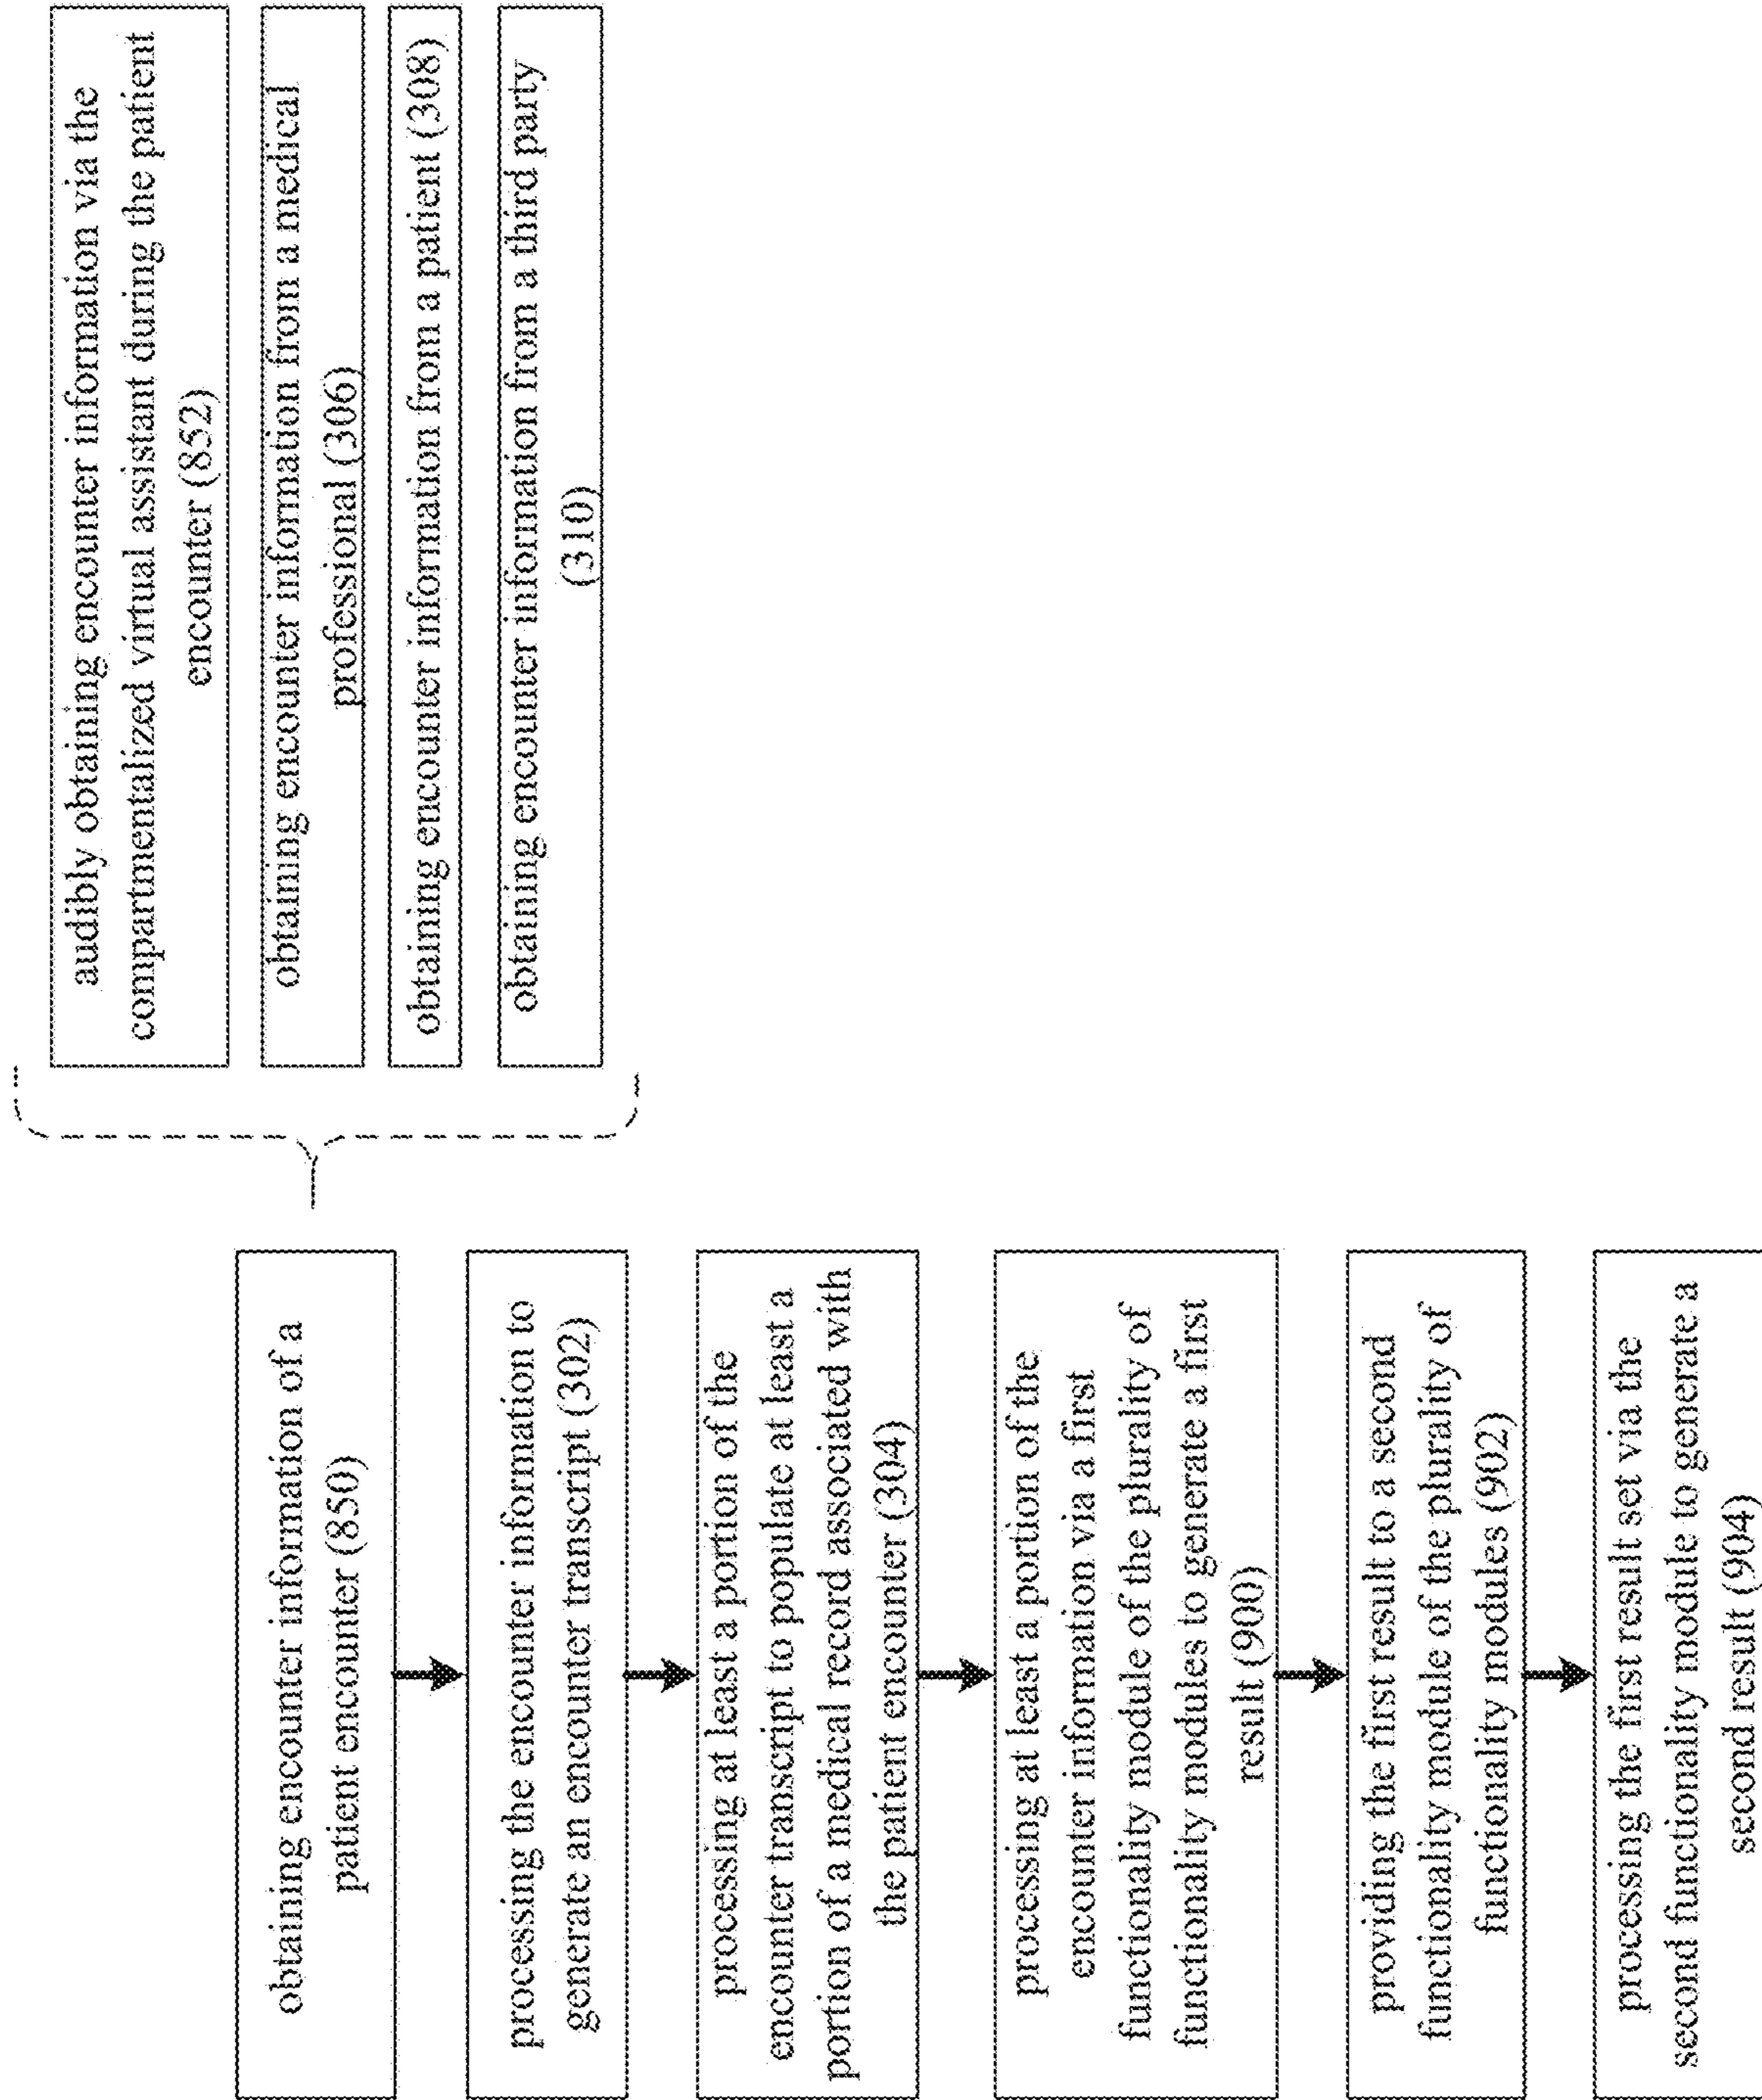 obtaining encounter information of a
patient encounter (850)
audibly obtaining encounter information via the
compartmentalized virtual assistant during the patient
encounter (852)
obtaining encounter information from a medical
professional (306)
obtaining encounter information from a patient (308)
obtaining encounter information from a third party
(310)
processing the encounter information to
generate an encounter transcript (302)
processing at least a portion of the
encounter transcript to populate at least a
portion of a medical record associated with
the patient encounter (304)
processing at least a portion of the
encounter information via a first
functionality module of the plurality of
functionality modules to generate a first
result (900)
providing the first result to a second
functionality module of the plurality of
functionality modules (902)
processing the first result set via the
second functionality module to generate a
second result (904)